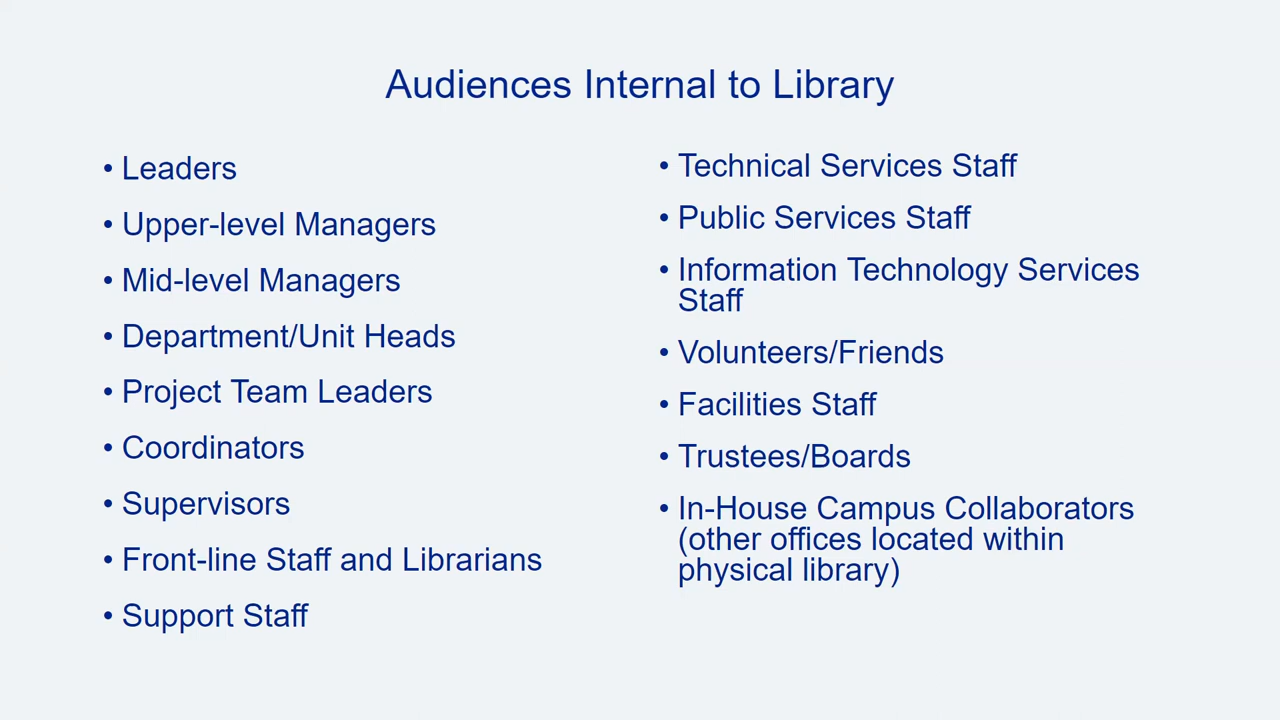 Audiences Internal to Library
• Leaders
• Upper-level Managers
• Mid-level Managers
• Department/Unit Heads
• Project Team Leaders
• Coordinators
• Supervisors
• Front-line Staff and Librarians
• Support Staff
• Technical Services Staff
• Public Services Staff
• Information Technology Services
Staff
• Volunteers/Friends
• Facilities Staff
• Trustees/Boards
• In-House Campus Collaborators
(other offices located within
physical library)